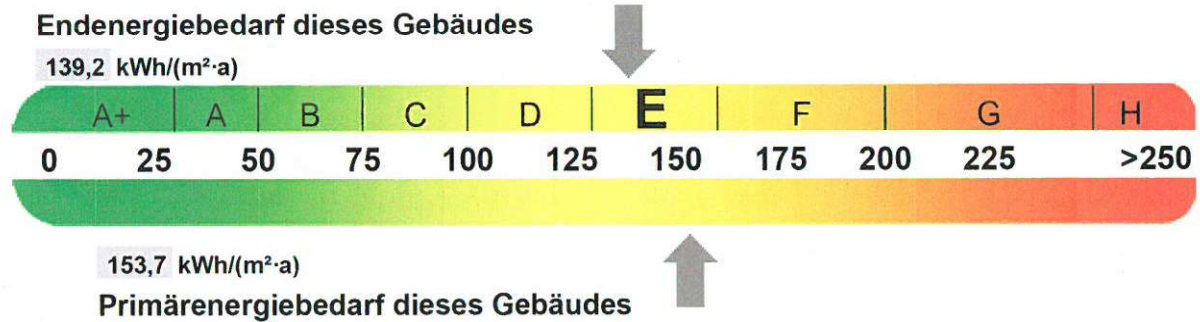 Endenergiebedarf dieses Gebäudes
139,2 kWh/(m²·a)
A+ A B C D E F G H
0 25 50 75 100 125 150 175 200 225 >250
153,7 kWh/(m²·a)
Primärenergiebedarf dieses Gebäudes